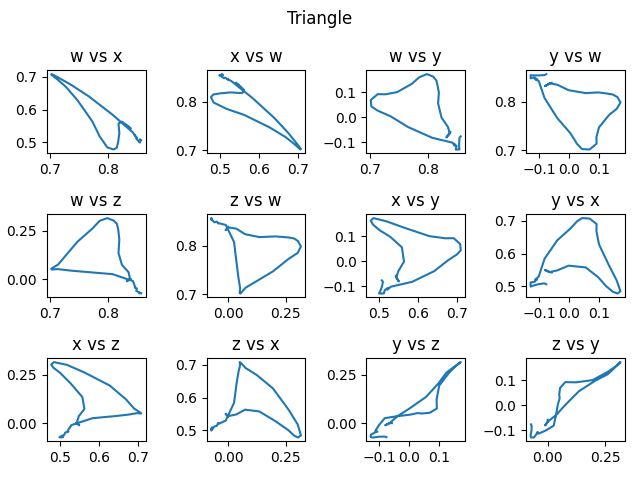 Triangle
w vs x
x vs w
w vs y
y vs w
0.7
0.6
0.5
0.7 0.8
0.8
0.7
0.5 0.6 0.7
0.1
0.0
−0.1
0.7 0.8
0.8
0.7
−0.1 0.0 0.1
w vs z
z vs w
x vs y
y vs x
0.25
0.00
0.7 0.8
0.8
0.7
0.00 0.25
0.1
0.0
−0.1
0.5 0.6 0.7
0.7
0.6
0.5
−0.1 0.0 0.1
x vs z
z vs x
y vs z
z vs y
0.25
0.00
0.5 0.6 0.7
0.7
0.6
0.5
0.00 0.25
0.25
0.00
−0.1 0.0 0.1
0.1
0.0
−0.1
0.00 0.25